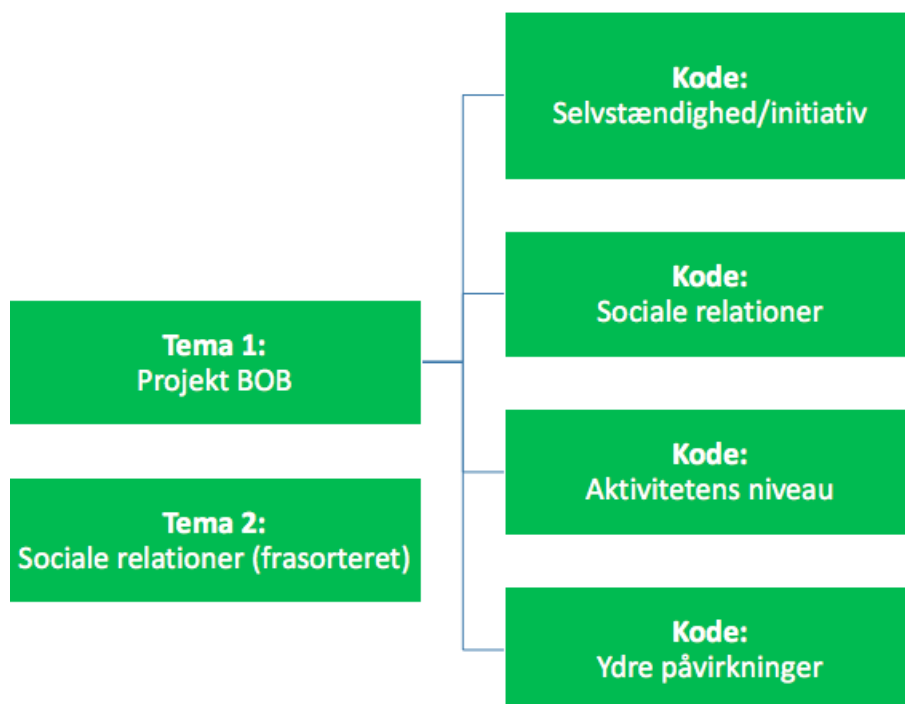 Tema 1:
Projekt BOB
Tema 2:
Sociale relationer (frasorteret)
Kode:
Selvstændighed/initiativ
Kode:
Sociale relationer
Kode:
Aktivitetens niveau
Kode:
Ydre påvirkninger